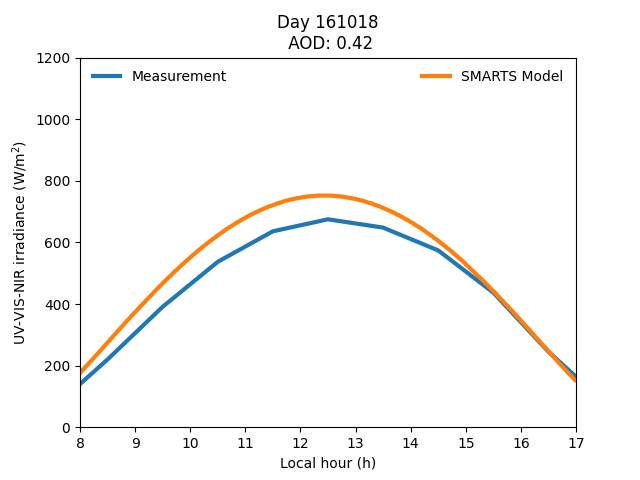 Day 161018
AOD: 0.42
Measurement
SMARTS Model
UV-VIS-NIR irradiance (W/m²)
1200
1000
800
600
400
200
0
8 9 10 11 12 13 14 15 16 17
Local hour (h)